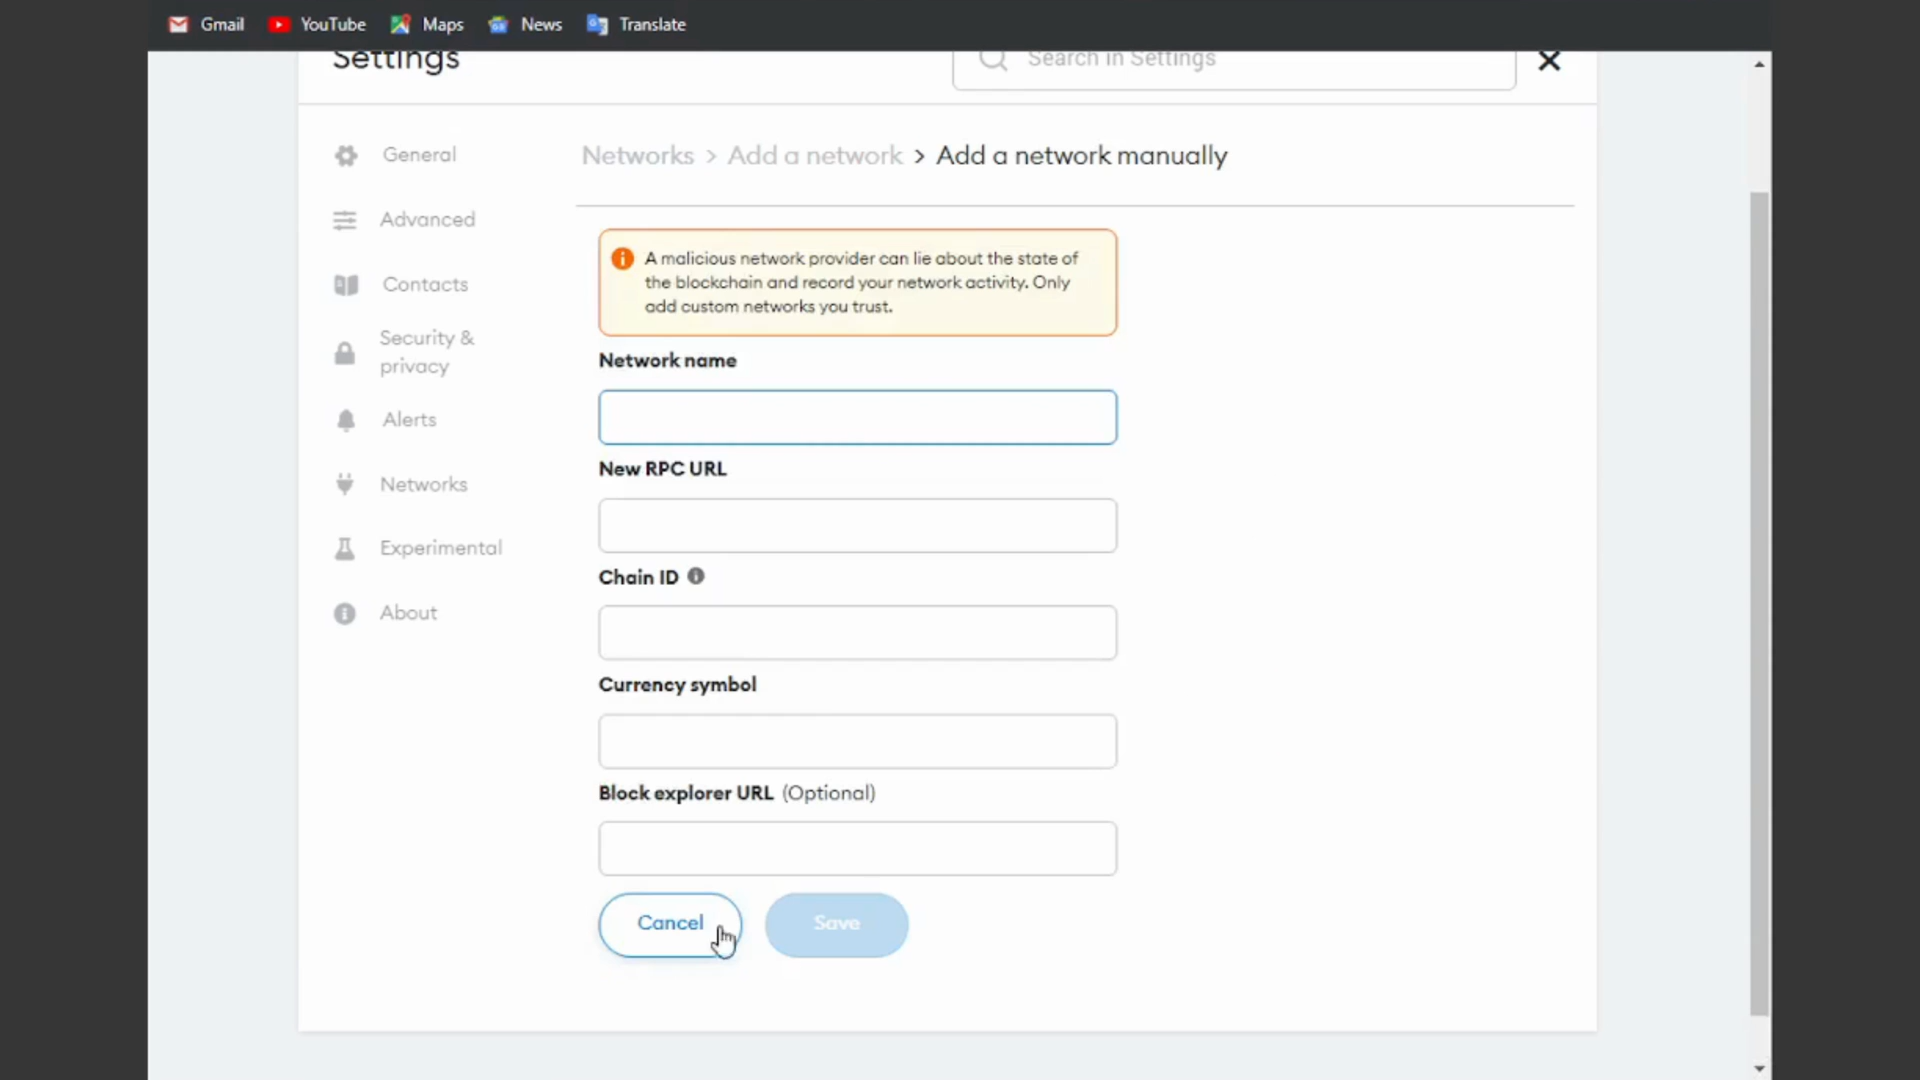 Gmail YouTube Maps News Translate
Settings
Search in Settings
General
Advanced
Contacts
Security &
privacy
Alerts
Networks
Experimental
About
Networks > Add a network > Add a network manually
A malicious network provider can lie about the state of
the blockchain and record your network activity. Only
add custom networks you trust.
Network name
New RPC URL
Chain ID
Currency symbol
Block explorer URL (Optional)
Cancel Save